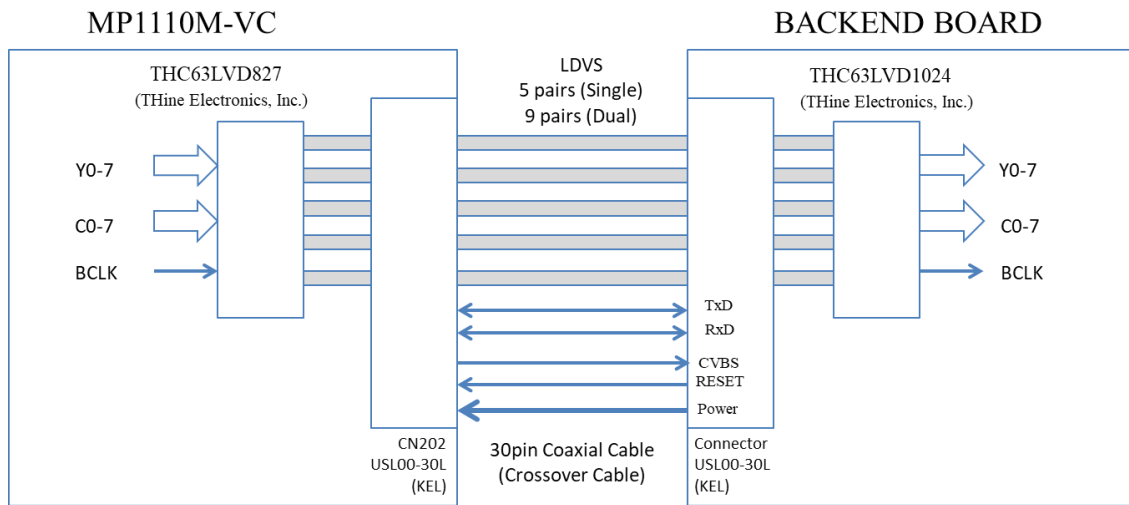 MP1110M-VC
BACKEND BOARD
THC63LVD827
(THine Electronics, Inc.)
LDVS
5 pairs (Single)
9 pairs (Dual)
THC63LVD1024
(THine Electronics, Inc.)
Y0-7
C0-7
BCLK
Y0-7
C0-7
BCLK
TxD
RxD
CVBS
RESET
Power
CN202
USL00-30L
(KEL)
30pin Coaxial Cable
(Crossover Cable)
Connector
USL00-30L
(KEL)